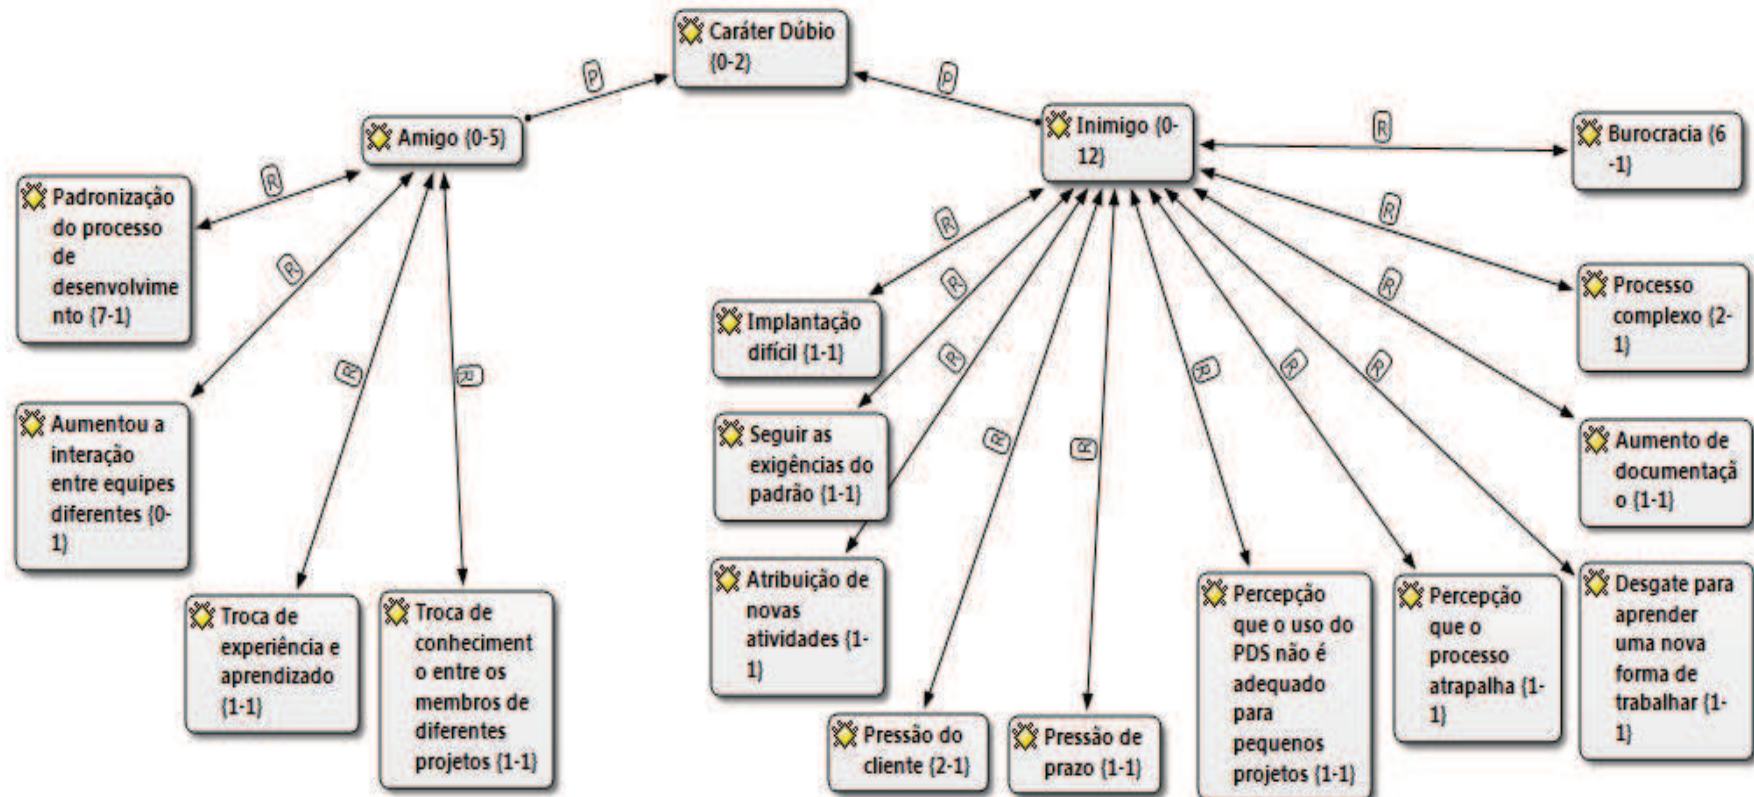 Caráter Dúbio
{0-2}
P
P
Amigo {0-5}
Inimigo {0-
12}
R
Burocracia {6
-1}
R
Padronização
do processo
de
desenvolvime
nto {7-1}
R
R
R
R
Processo
complexo {2-
1}
R
R
Implantação
difícil {1-1}
R
R
R
R
R
R
R
R
Aumentou a
interação
entre equipes
diferentes {0-
1}
Seguir as
exigências do
padrão {1-1}
Aumento de
documentaçã
o {1-1}
Troca de
experiência e
aprendizado
{1-1}
Troca de
conheciment
o entre os
membros de
diferentes
projetos {1-1}
Atribuição de
novas
atividades {1-
1}
Pressão do
cliente {2-1}
Pressão de
prazo {1-1}
Percepção
que o uso do
PDS não é
adequado
para
pequenos
projetos {1-1}
Percepção
que o
processo
atrapalha {1-
1}
Desgate para
aprender
uma nova
forma de
trabalhar {1-
1}